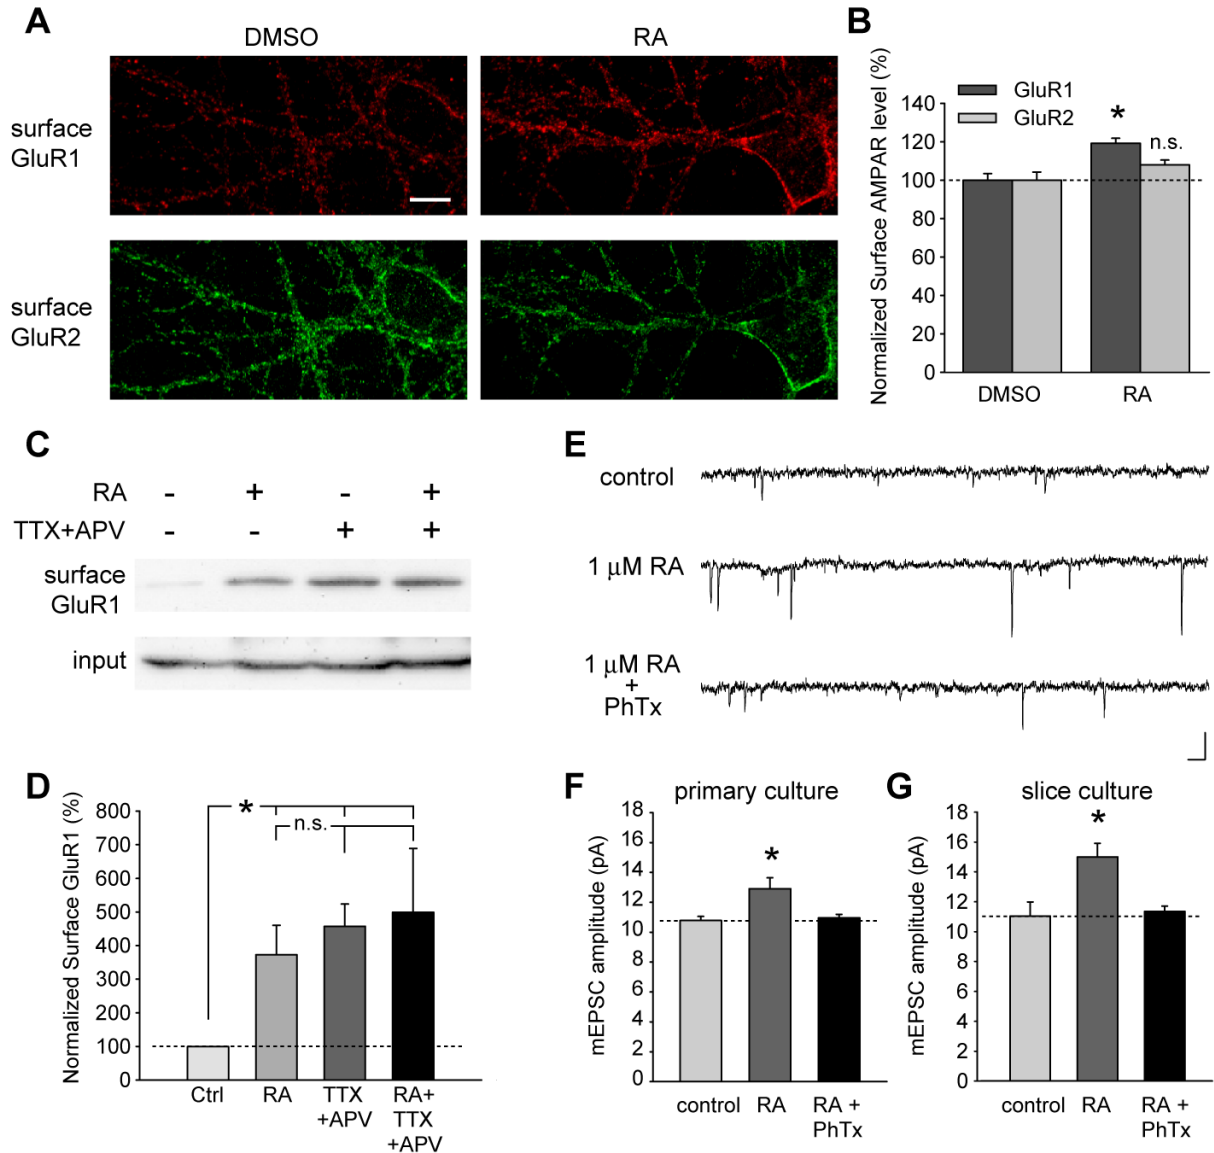 A
DMSO
RA
surface
GluR1
surface
GluR2
B
Normalized Surface AMPAR level (%)
GluR1
GluR2
140
120
100
80
60
40
20
0
*
n.s.
DMSO
RA
C
RA - + - +
TTX+APV - - + +
surface
GluR1
input
D
Normalized Surface GluR1 (%)
800
700
600
500
400
300
200
100
0
*
n.s.
Ctrl
RA
TTX
+APV
RA+
TTX
+APV
E
control
1 μM RA
1 μM RA
+
PhTx
F
primary culture
mEPSC amplitude (pA)
18
16
14
12
10
8
6
4
2
0
*
control
RA
RA +
PhTx
G
slice culture
mEPSC amplitude (pA)
18
16
14
12
10
8
6
4
2
0
*
control
RA
RA +
PhTx